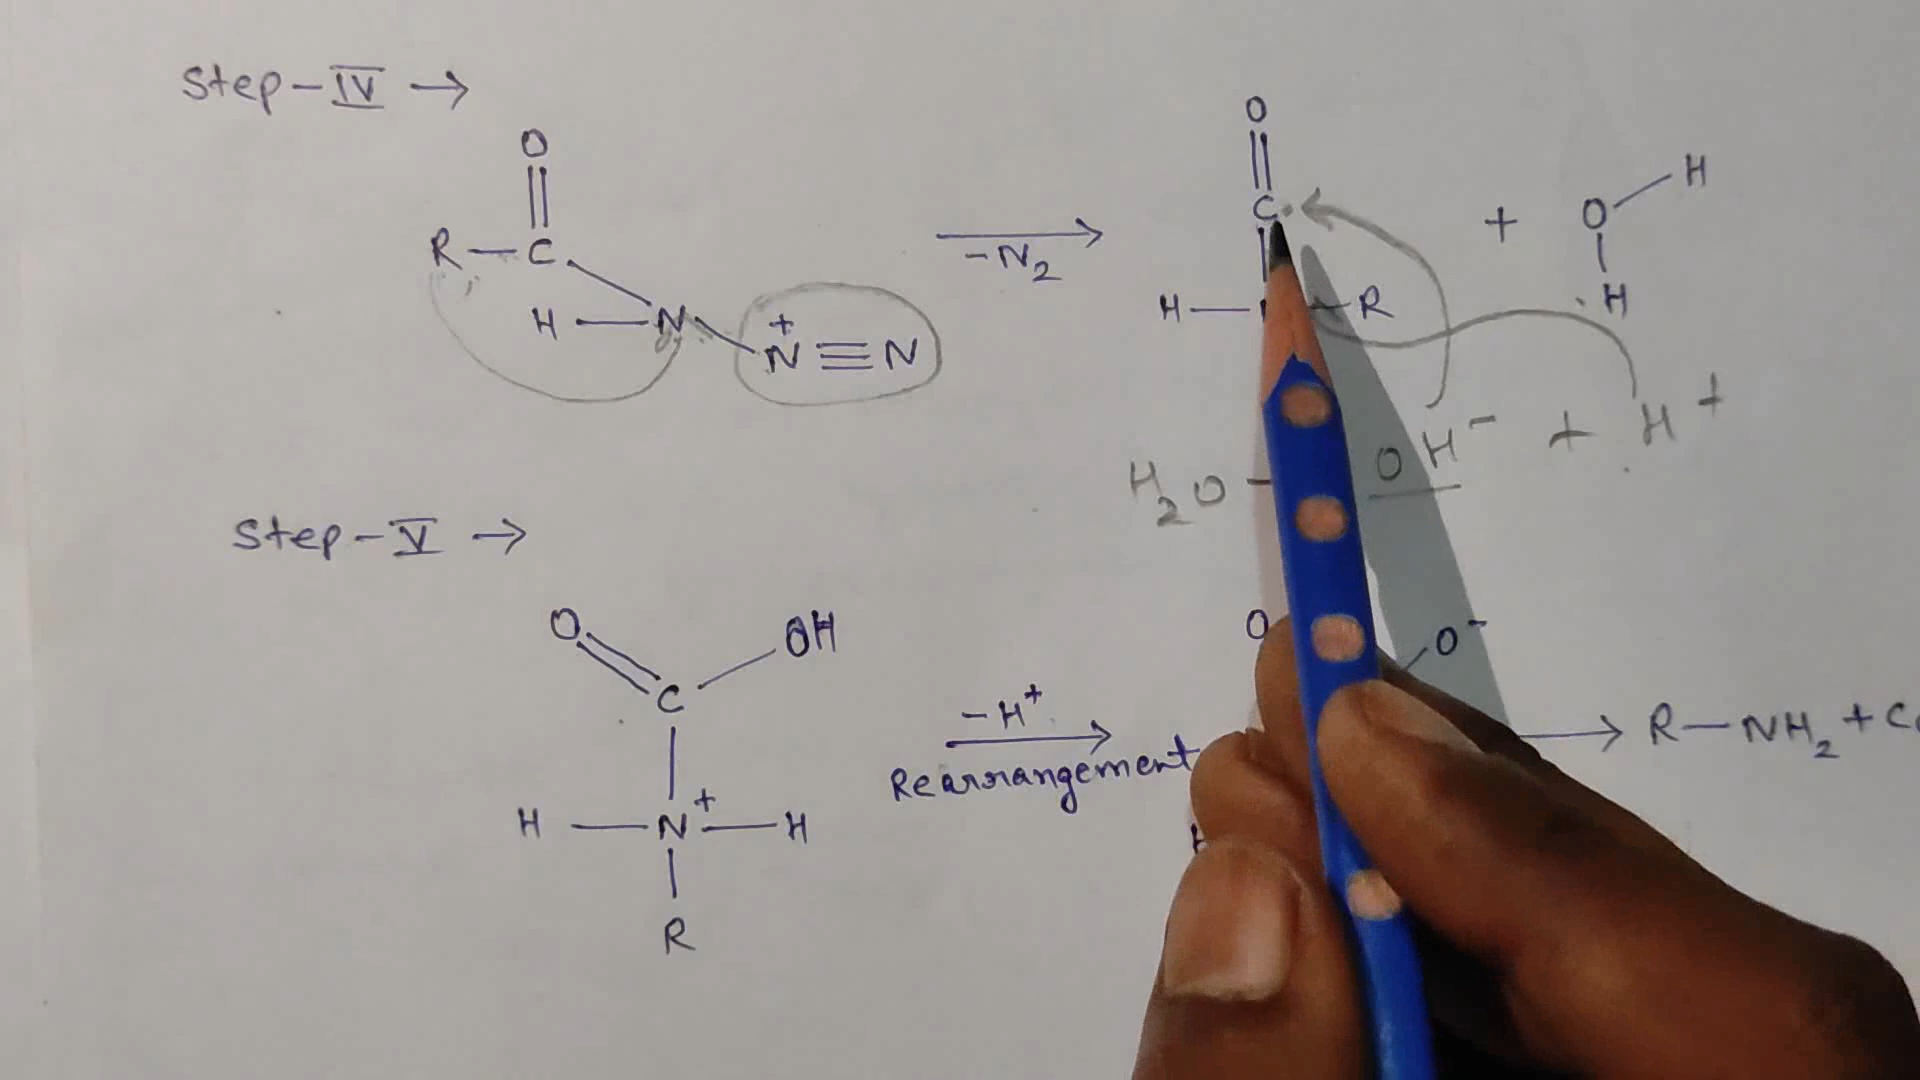 Step-IV →
O
R-C
H-N-N⁺≡N
-N₂
O
C
H- -R
+
O-H
H
H₂O - OH⁻ + H⁺
Step-V →
O
OH
C
H-N⁺-H
R
-H⁺
Rearrangement
O
O⁻
→ R-NH₂ + C